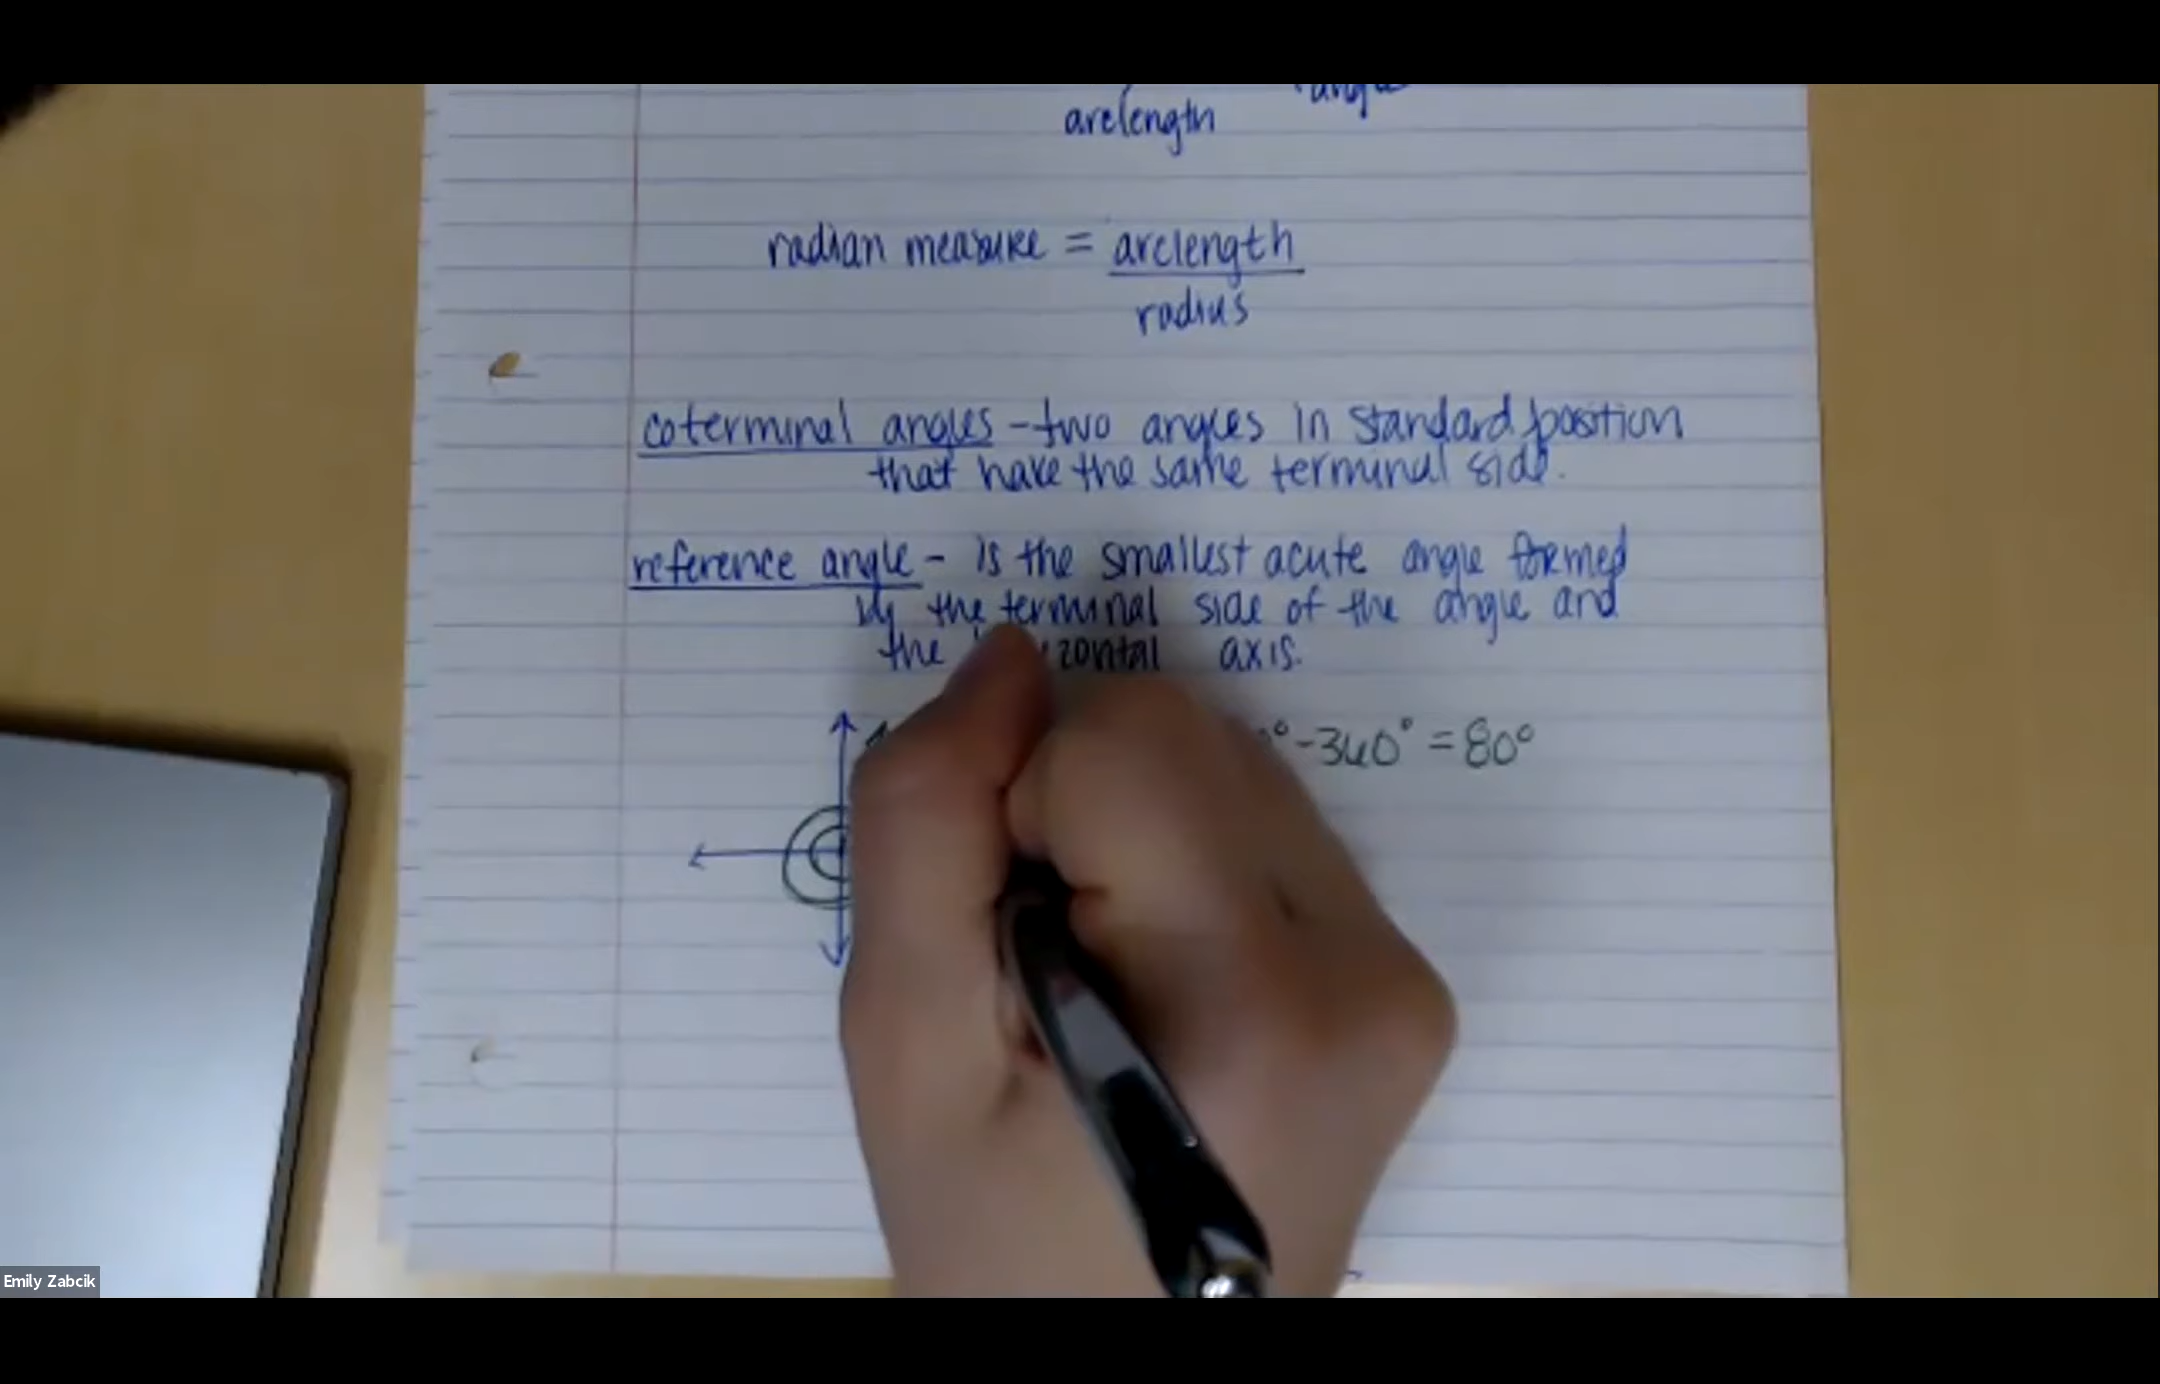 angle
arclength
radian measure = arclength
radius
coterminal angles - two angles in standard position
that have the same terminal side.
reference angle - is the smallest acute angle formed
by the terminal side of the angle and
the axis.
° - 360° = 80°
Emily Zabcik